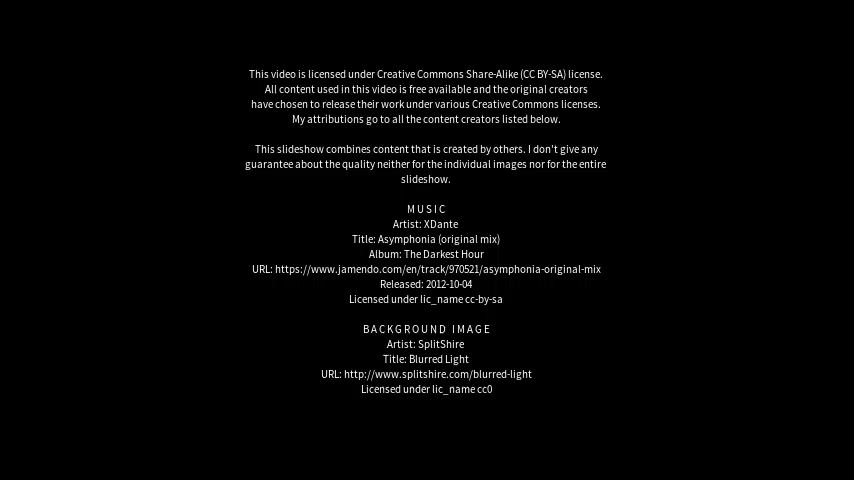 This video is licensed under Creative Commons Share-Alike (CC BY-SA) license.
All content used in this video is free available and the original creators
have chosen to release their work under various Creative Commons licenses.
My attributions go to all the content creators listed below.
This slideshow combines content that is created by others. I don't give any
guarantee about the quality neither for the individual images nor for the entire
slideshow.
MUSIC
Artist: XDante
Title: Asymphonia (original mix)
Album: The Darkest Hour
URL: https://www.jamendo.com/en/track/970521/asymphonia-original-mix
Released: 2012-10-04
Licensed under lic_name cc-by-sa
BACKGROUND IMAGE
Artist: SplitShire
Title: Blurred Light
URL: http://www.splitshire.com/blurred-light
Licensed under lic_name cc0